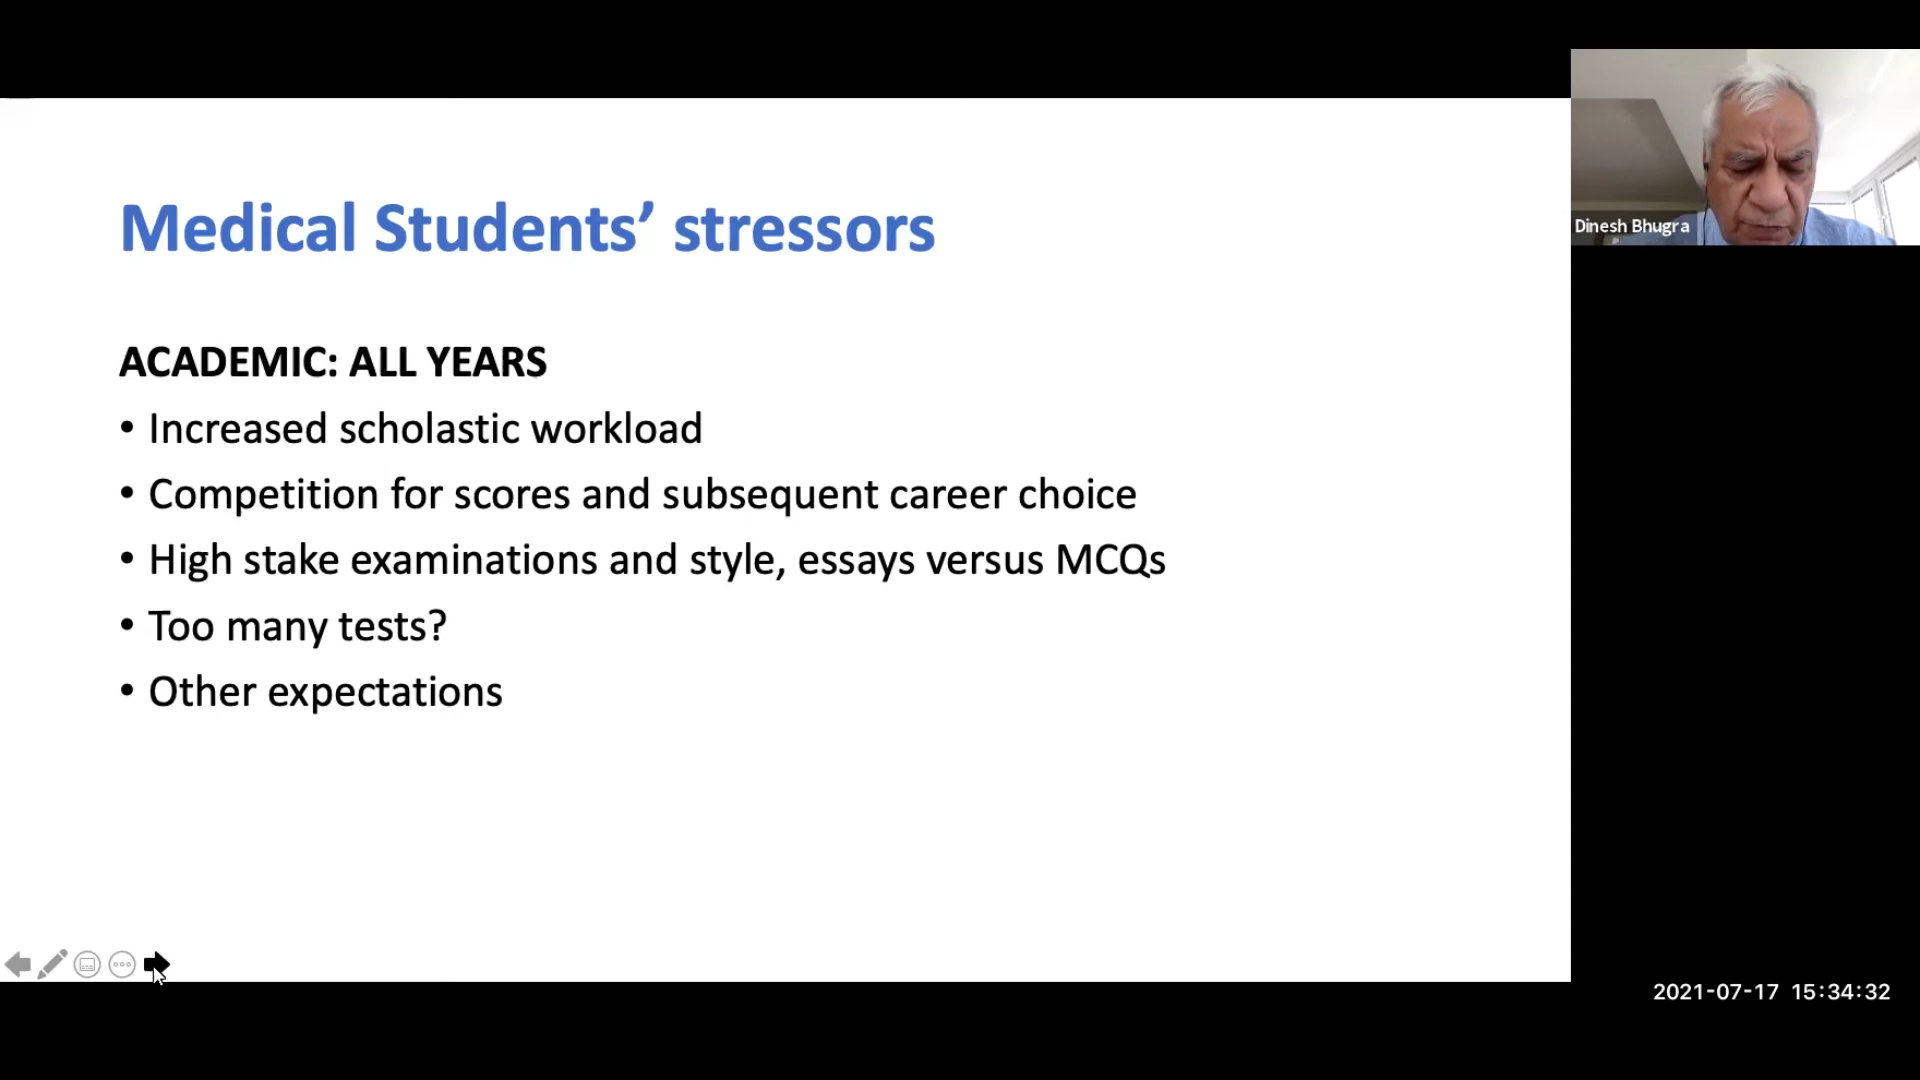 Medical Students’ stressors
ACADEMIC: ALL YEARS
• Increased scholastic workload
• Competition for scores and subsequent career choice
• High stake examinations and style, essays versus MCQs
• Too many tests?
• Other expectations
Dinesh Bhugra
2021-07-17 15:34:32